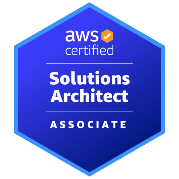 aws
certified
Solutions
Architect
ASSOCIATE